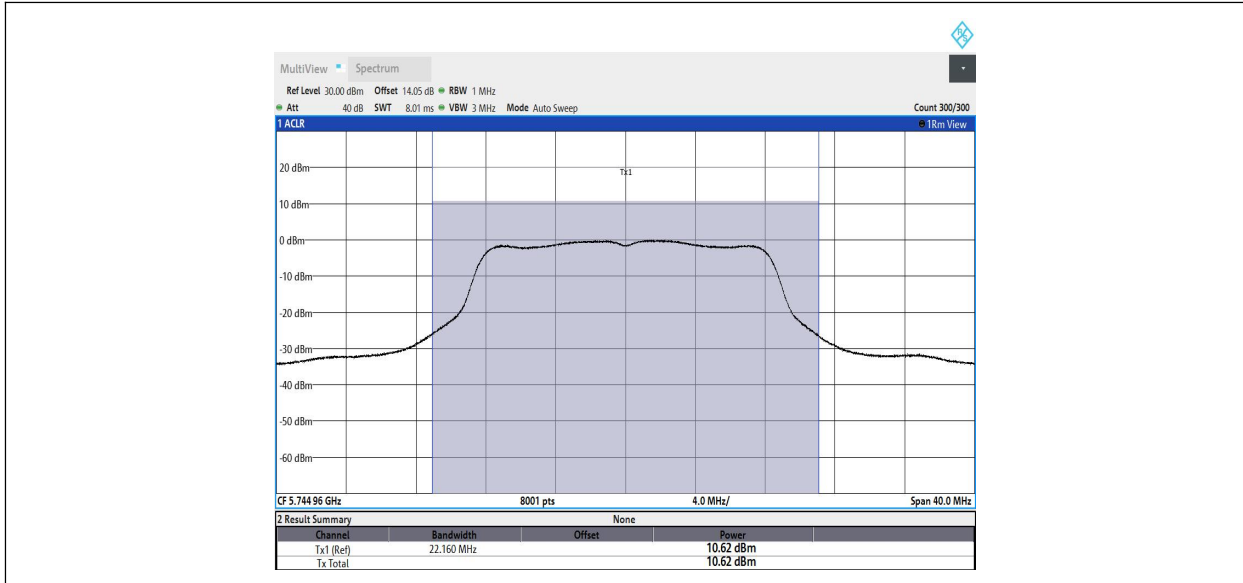 R&S
MultiView Spectrum
Ref Level 30.00 dBm Offset 14.05 dB RBW 1 MHz
Att 40 dB SWT 8.01 ms VBW 3 MHz Mode Auto Sweep Count 300/300
1 ACLR 1Rm View
Tx1
20 dBm
10 dBm
0 dBm
-10 dBm
-20 dBm
-30 dBm
-40 dBm
-50 dBm
-60 dBm
CF 5.744 96 GHz 8001 pts 4.0 MHz/ Span 40.0 MHz
2 Result Summary None
Channel Bandwidth Offset Power
Tx1 (Ref) 22.160 MHz 10.62 dBm
Tx Total 10.62 dBm